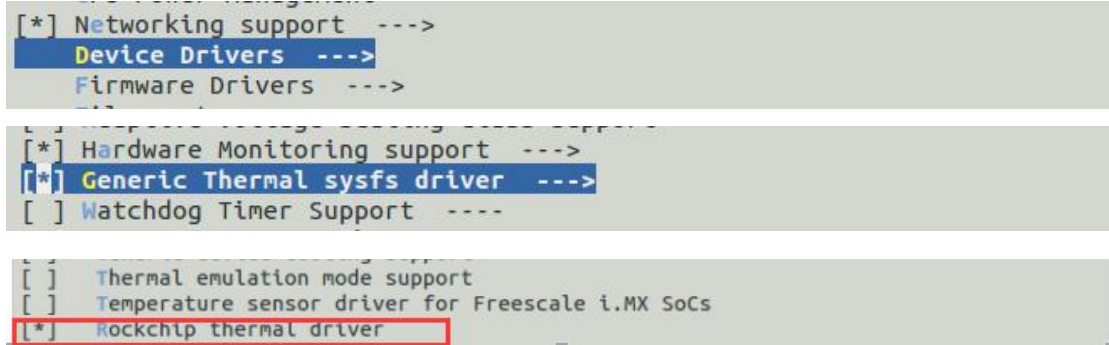 [*] Networking support --->
Device Drivers --->
Firmware Drivers --->
[*] Hardware Monitoring support --->
[*] Generic Thermal sysfs driver --->
[ ] Watchdog Timer Support ----
[ ] Thermal emulation mode support
[ ] Temperature sensor driver for Freescale i.MX SoCs
[*] Rockchip thermal driver